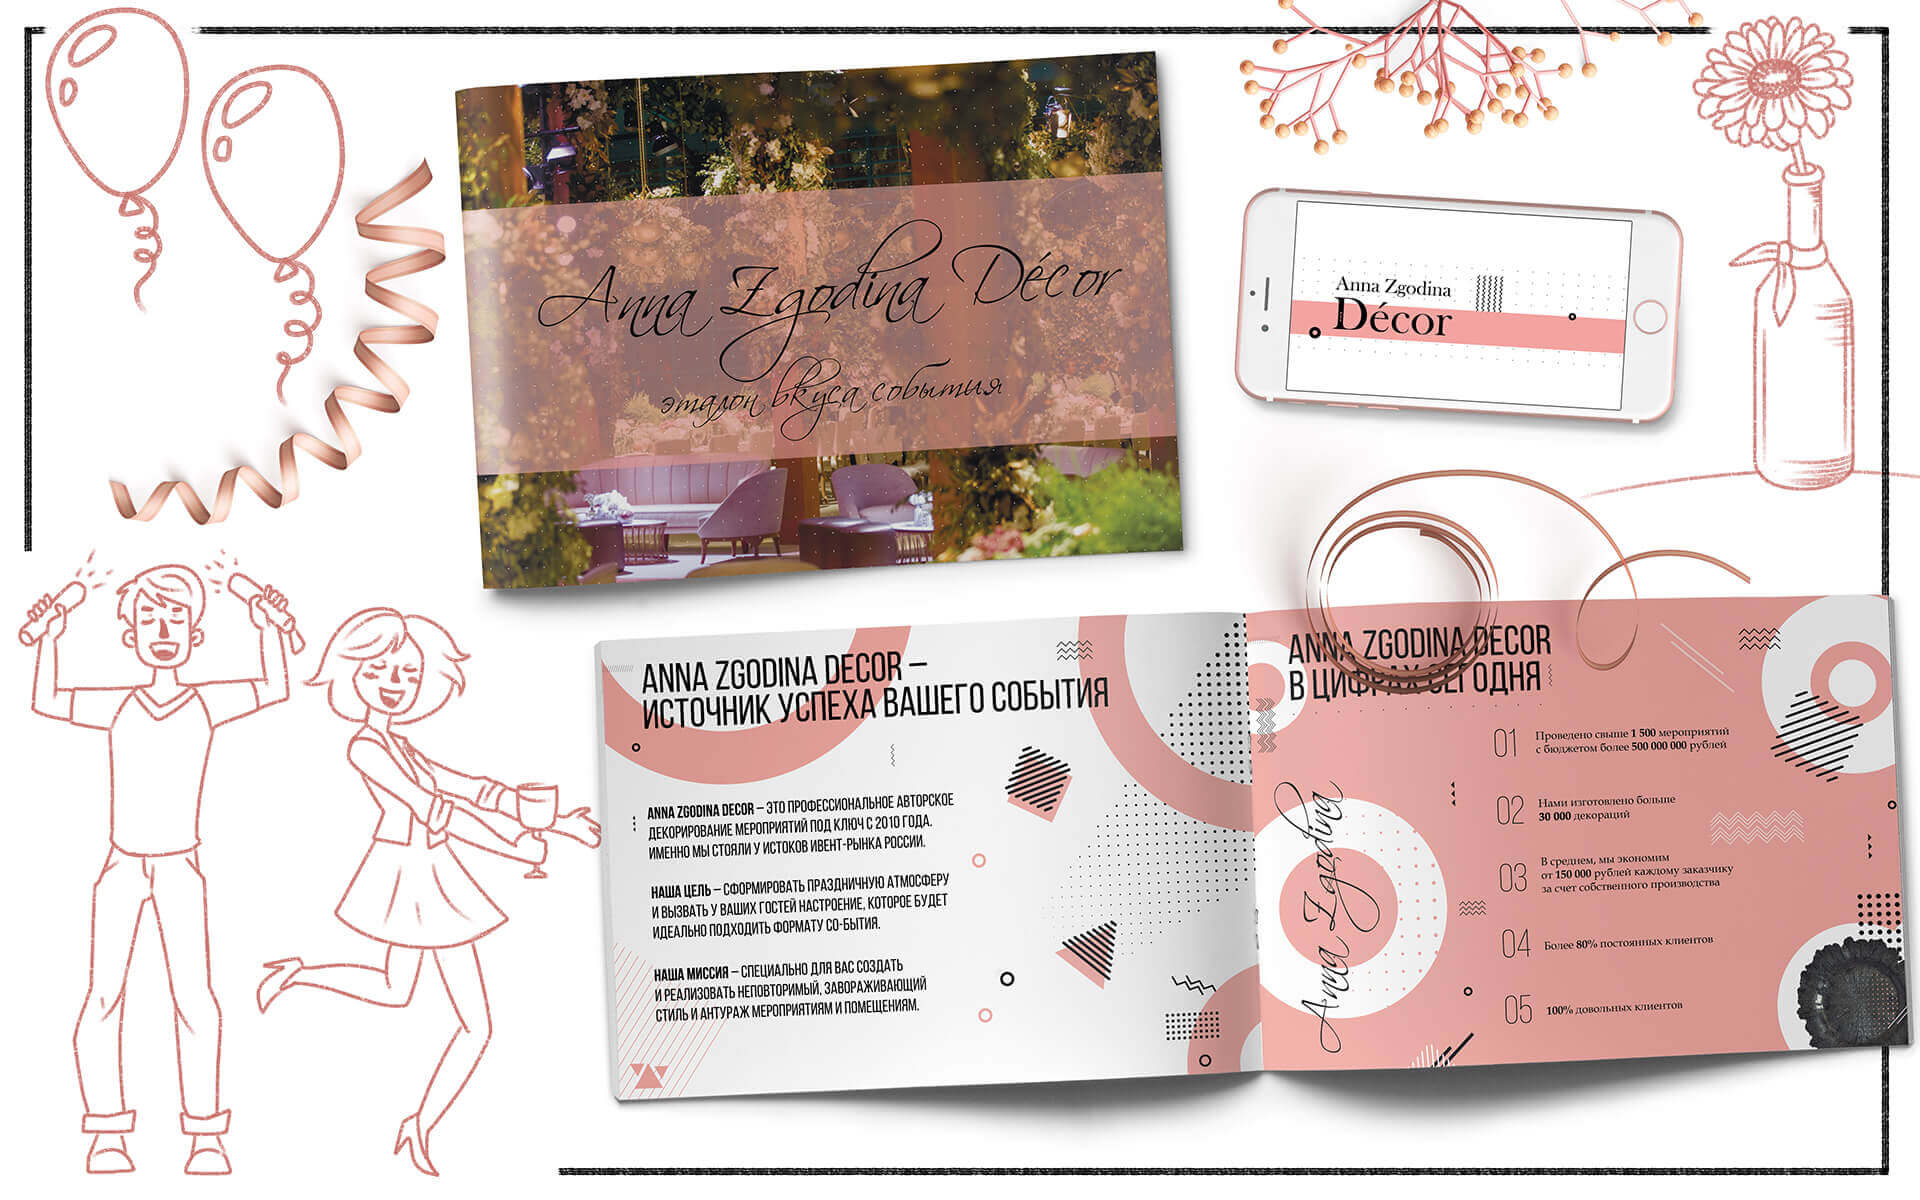 Anna Zgodina Décor
эталон вкуса события
Anna Zgodina
Décor
ANNA ZGODINA DECOR –
ИСТОЧНИК УСПЕХА ВАШЕГО СОБЫТИЯ
ANNA ZGODINA DECOR – ЭТО ПРОФЕССИОНАЛЬНОЕ АВТОРСКОЕ
ДЕКОРИРОВАНИЕ МЕРОПРИЯТИЙ ПОД КЛЮЧ С 2010 ГОДА.
ИМЕННО МЫ СТОЯЛИ У ИСТОКОВ ИВЕНТ-РЫНКА РОССИИ.
НАША ЦЕЛЬ – СФОРМИРОВАТЬ ПРАЗДНИЧНУЮ АТМОСФЕРУ
И ВЫЗВАТЬ У ВАШИХ ГОСТЕЙ НАСТРОЕНИЕ, КОТОРОЕ БУДЕТ
ИДЕАЛЬНО ПОДХОДИТЬ ФОРМАТУ СО-БЫТИЯ.
НАША МИССИЯ – СПЕЦИАЛЬНО ДЛЯ ВАС СОЗДАТЬ
И РЕАЛИЗОВАТЬ НЕПОВТОРИМЫЙ, ЗАВОРАЖИВАЮЩИЙ
СТИЛЬ И АНТУРАЖ МЕРОПРИЯТИЯМ И ПОМЕЩЕНИЯМ.
ANNA ZGODINA DECOR
В ЦИФРАХ СЕГОДНЯ
Anna Zgodina
01 Проведено свыше 1 500 мероприятий
с бюджетом более 500 000 000 рублей
02 Нами изготовлено больше
30 000 декораций
03 В среднем, мы экономим
от 150 000 рублей каждому заказчику
за счет собственного производства
04 Более 80% постоянных клиентов
05 100% довольных клиентов